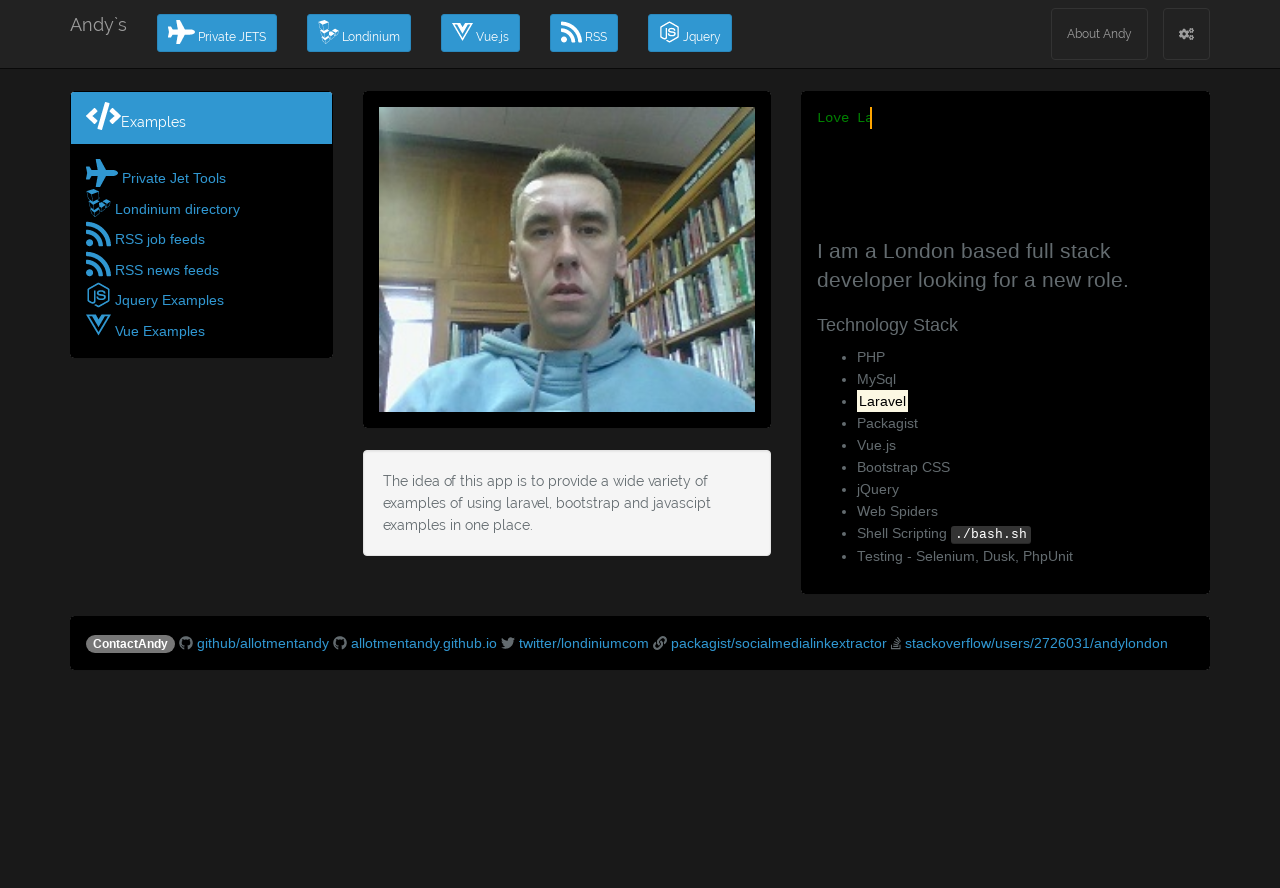 Andy`s
Private JETS
Londinium
Vue.js
RSS
Jquery
About Andy
Examples
Private Jet Tools
Londinium directory
RSS job feeds
RSS news feeds
Jquery Examples
Vue Examples
The idea of this app is to provide a wide variety of
examples of using laravel, bootstrap and javascipt
examples in one place.
Love La
I am a London based full stack
developer looking for a new role.
Technology Stack
PHP
MySql
Laravel
Packagist
Vue.js
Bootstrap CSS
jQuery
Web Spiders
Shell Scripting ./bash.sh
Testing - Selenium, Dusk, PhpUnit
ContactAndy github/allotmentandy allotmentandy.github.io twitter/londiniumcom packagist/socialmedialinkextractor stackoverflow/users/2726031/andylondon